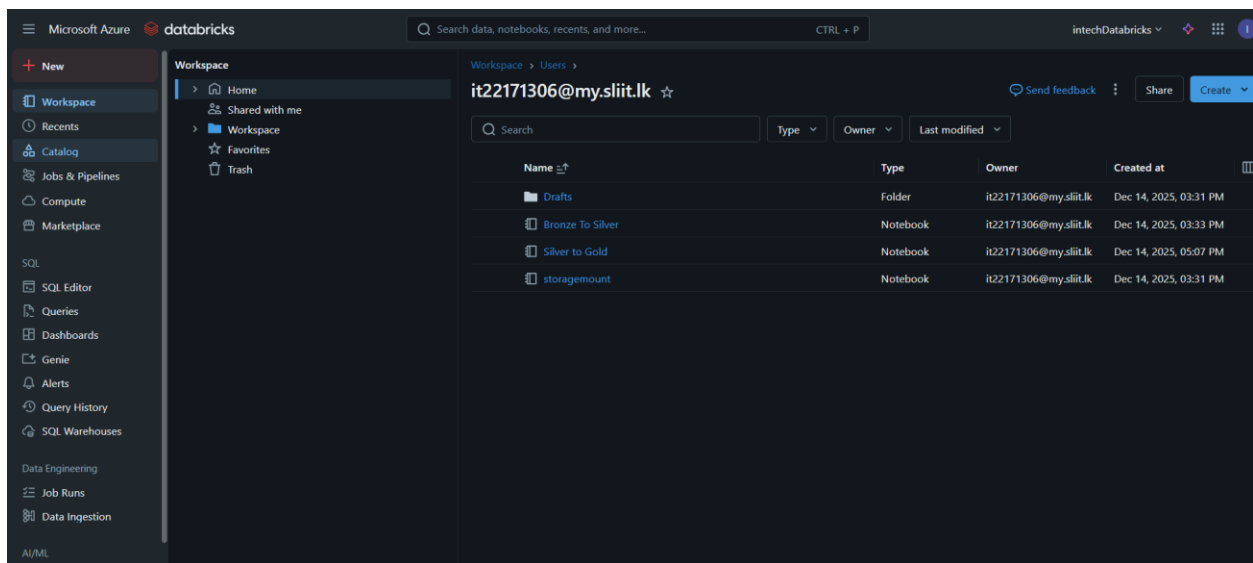 Microsoft Azure databricks
Search data, notebooks, recents, and more... CTRL + P
intechDatabricks
I
New
Workspace
Recents
Catalog
Jobs & Pipelines
Compute
Marketplace
SQL
SQL Editor
Queries
Dashboards
Genie
Alerts
Query History
SQL Warehouses
Data Engineering
Job Runs
Data Ingestion
AI/ML
Workspace
Home
Shared with me
Workspace
Favorites
Trash
Workspace > Users >
it22171306@my.sliit.lk
Send feedback
Share
Create
Search
Type
Owner
Last modified
Name Type Owner Created at
Drafts Folder it22171306@my.sliit.lk Dec 14, 2025, 03:31 PM
Bronze To Silver Notebook it22171306@my.sliit.lk Dec 14, 2025, 03:33 PM
Silver to Gold Notebook it22171306@my.sliit.lk Dec 14, 2025, 05:07 PM
storagemount Notebook it22171306@my.sliit.lk Dec 14, 2025, 03:31 PM